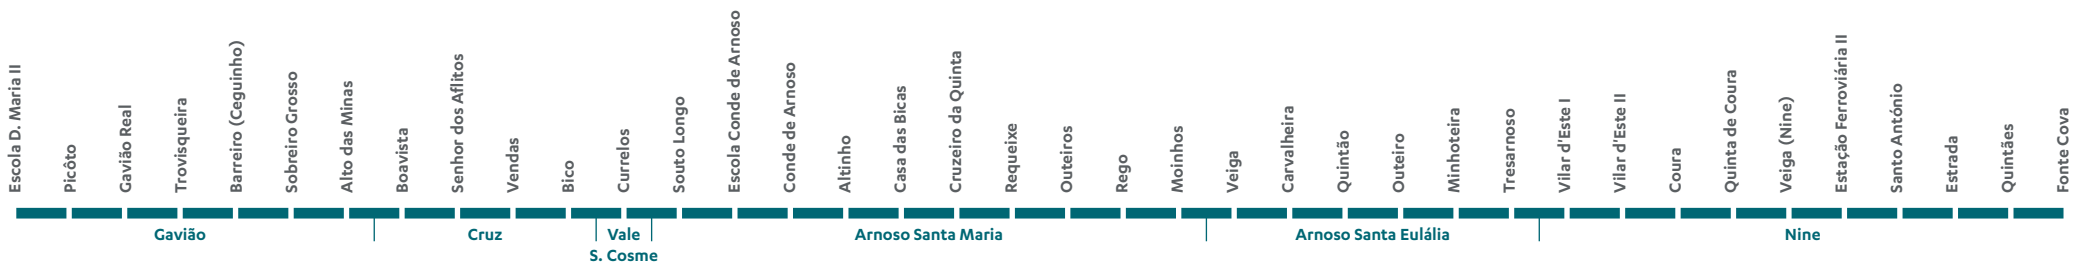 Escola D. Maria II
Picôto
Gavião Real
Trovisqueira
Barreiro (Ceguinho)
Sobreiro Grosso
Alto das Minas
Boavista
Senhor dos Aflitos
Vendas
Bico
Currelos
Souto Longo
Escola Conde de Arnoso
Conde de Arnoso
Altinho
Casa das Bicas
Cruzeiro da Quinta
Requeixe
Outeiros
Rego
Moinhos
Veiga
Carvalheira
Quintão
Outeiro
Minhoteira
Tresarnoso
Vilar d'Este I
Vilar d'Este II
Coura
Quinta de Coura
Veiga (Nine)
Estação Ferroviária II
Santo António
Estrada
Quintães
Fonte Cova
Gavião
Cruz
Vale
S. Cosme
Arnoso Santa Maria
Arnoso Santa Eulália
Nine